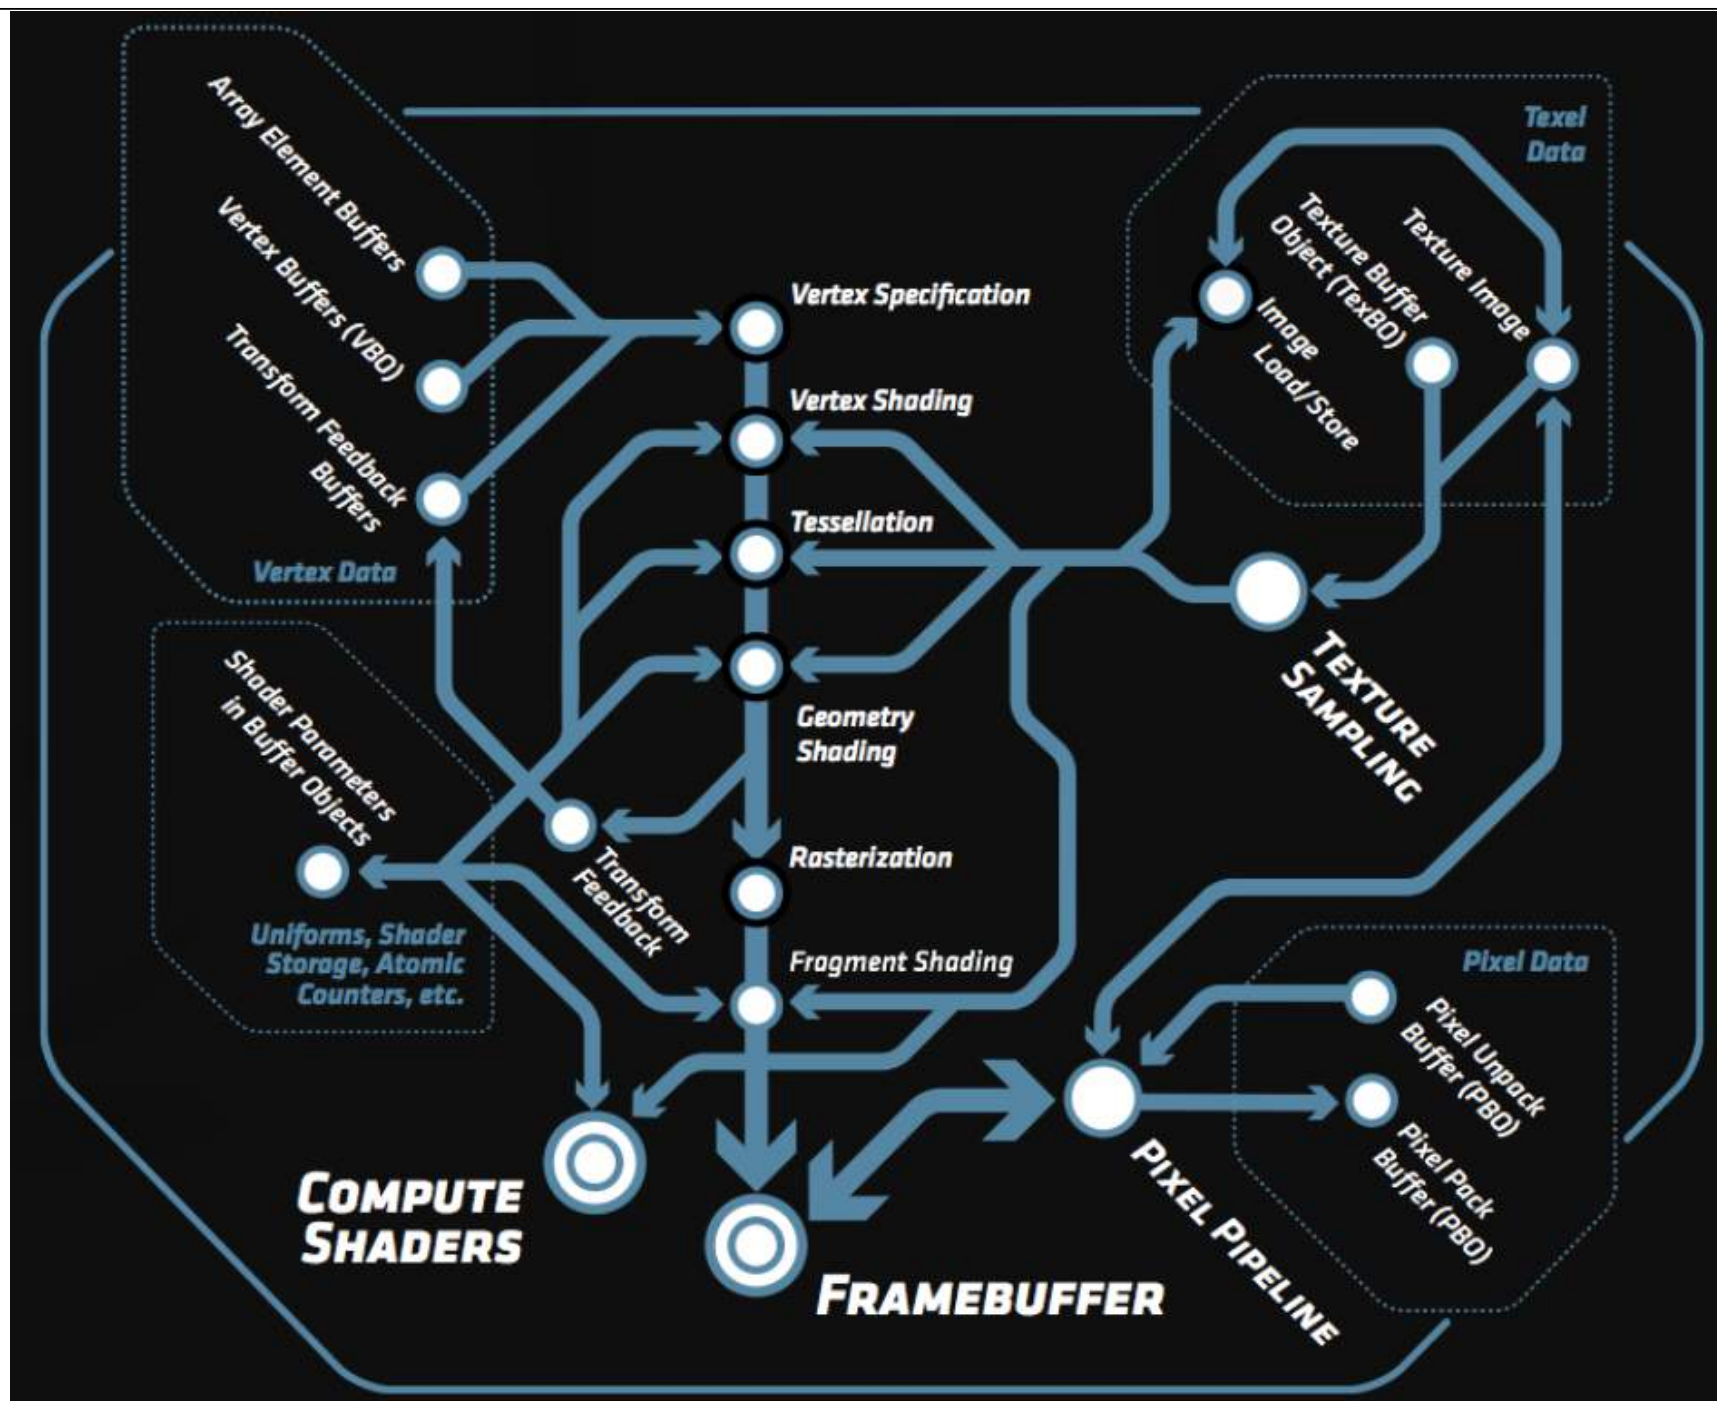 Array Element Buffers
Vertex Buffers (VBO)
Transform Feedback
Buffers
Vertex Data
Texel
Data
Texture Buffer
Object (TexBO)
Texture Image
Image
Load/Store
Vertex Specification
Vertex Shading
Tessellation
Geometry
Shading
Texture
Sampling
Shader Parameters
in Buffer Objects
Uniforms, Shader
Storage, Atomic
Counters, etc.
Transform
Feedback
Rasterization
Fragment Shading
Pixel Data
Pixel Unpack
Buffer (PBO)
Pixel Pack
Buffer (PBO)
Pixel Pipeline
Compute
Shaders
Framebuffer